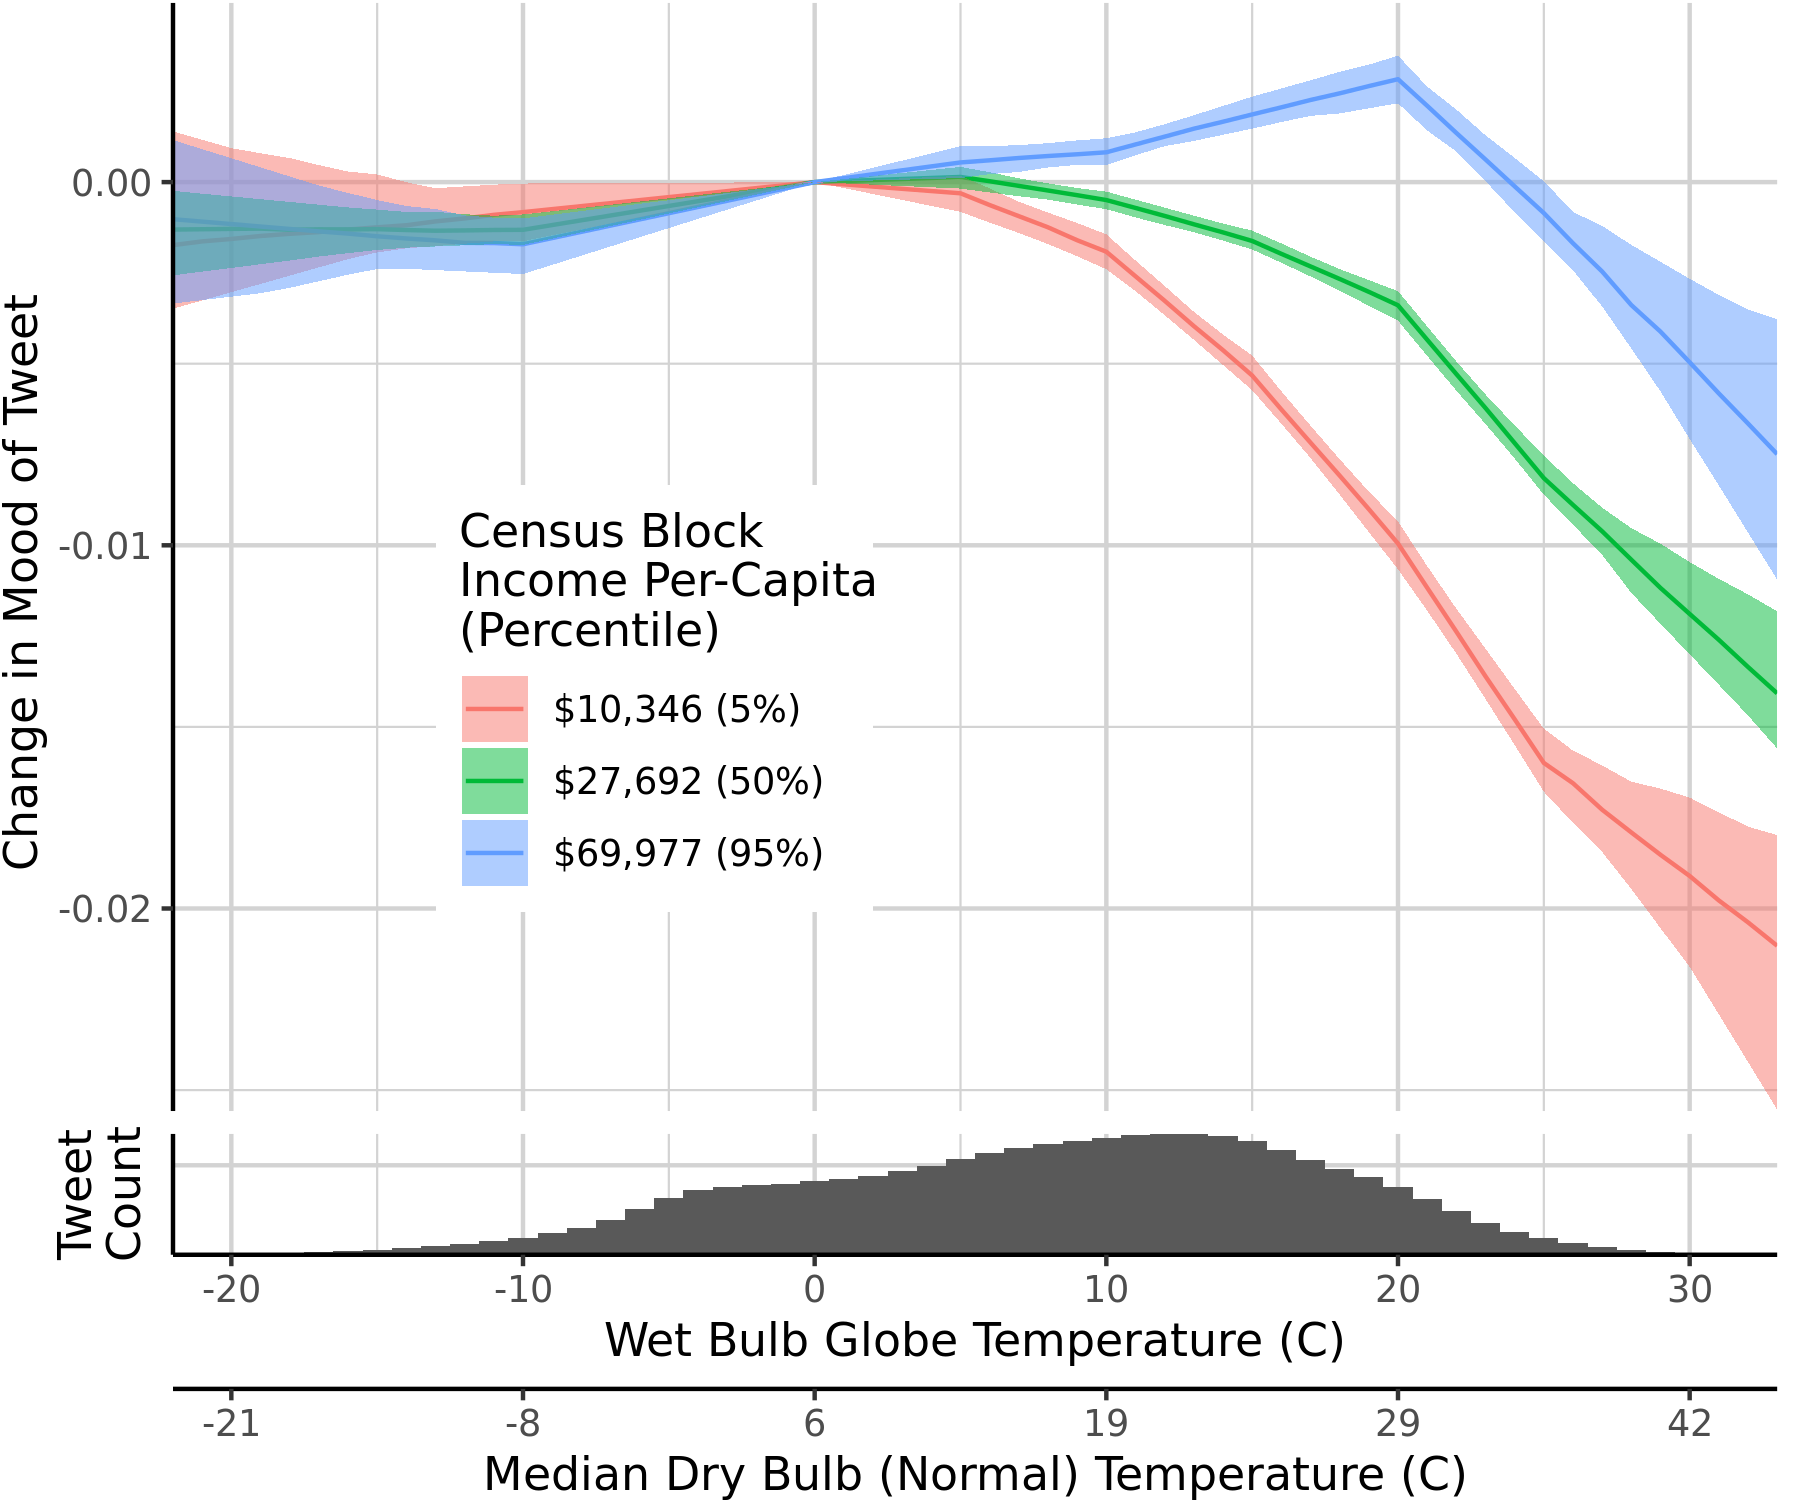 Change in Mood of Tweet
0.00
-0.01
-0.02
Census Block
Income Per-Capita
(Percentile)
$10,346 (5%)
$27,692 (50%)
$69,977 (95%)
Tweet
Count
-20 -10 0 10 20 30
Wet Bulb Globe Temperature (C)
-21 -8 6 19 29 42
Median Dry Bulb (Normal) Temperature (C)